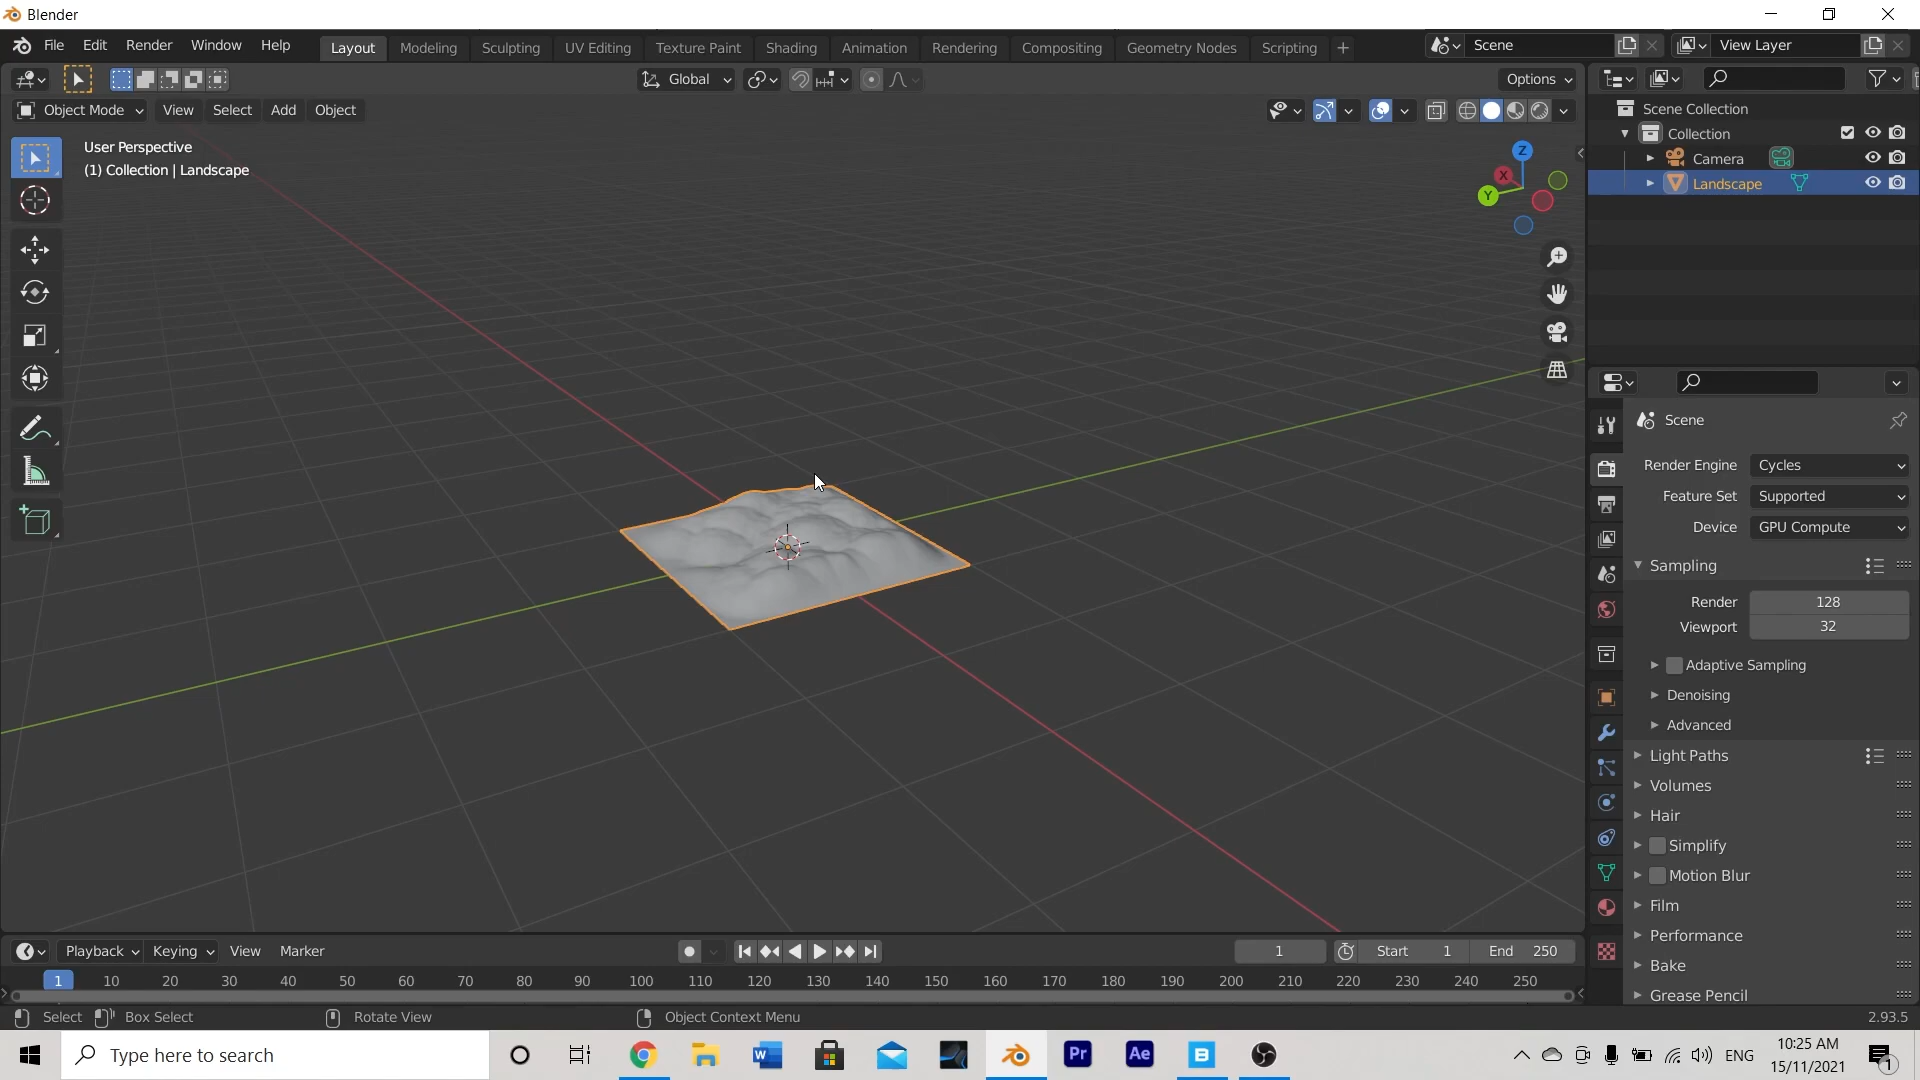 Blender
File Edit Render Window Help Layout Modeling Sculpting UV Editing Texture Paint Shading Animation Rendering Compositing Geometry Nodes Scripting + Scene View Layer
Global Options
Object Mode View Select Add Object
User Perspective
(1) Collection | Landscape
Z
X
Y
Scene Collection
Collection
Camera
Landscape
Scene
Render Engine Cycles
Feature Set Supported
Device GPU Compute
Sampling
Render 128
Viewport 32
Adaptive Sampling
Denoising
Advanced
Light Paths
Volumes
Hair
Simplify
Motion Blur
Film
Performance
Bake
Grease Pencil
Playback Keying View Marker 1 Start 1 End 250
1 10 20 30 40 50 60 70 80 90 100 110 120 130 140 150 160 170 180 190 200 210 220 230 240 250
Select Box Select Rotate View Object Context Menu 2.93.5
Type here to search W Pr Ae B ENG
10:25 AM
15/11/2021
1